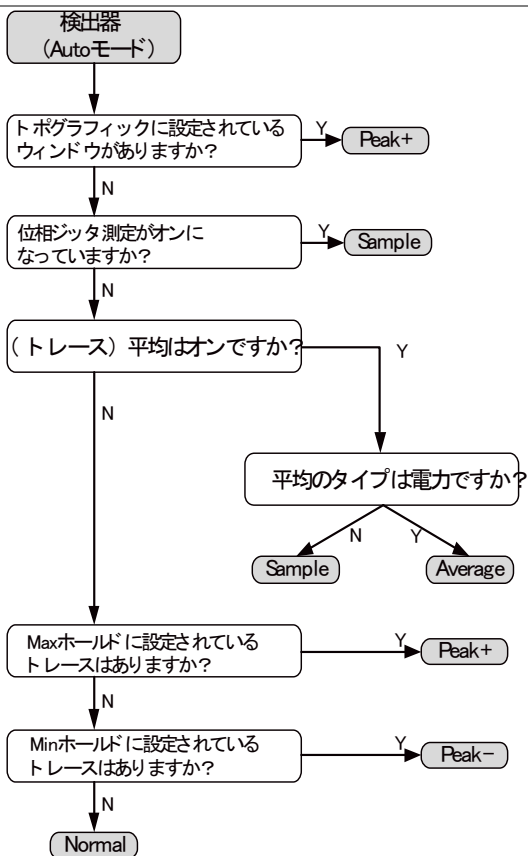 検出器
(Autoモード)
トポグラフィックに設定されている
ウィンドウがありますか?
Y
Peak+
N
位相ジッタ測定がオンに
なっていますか?
Y
Sample
N
(トレース)平均はオンですか?
Y
N
平均のタイプは電力ですか?
N
Y
Sample
Average
Maxホールドに設定されている
トレースはありますか?
Y
Peak+
N
Minホールドに設定されている
トレースはありますか?
Y
Peak−
N
Normal